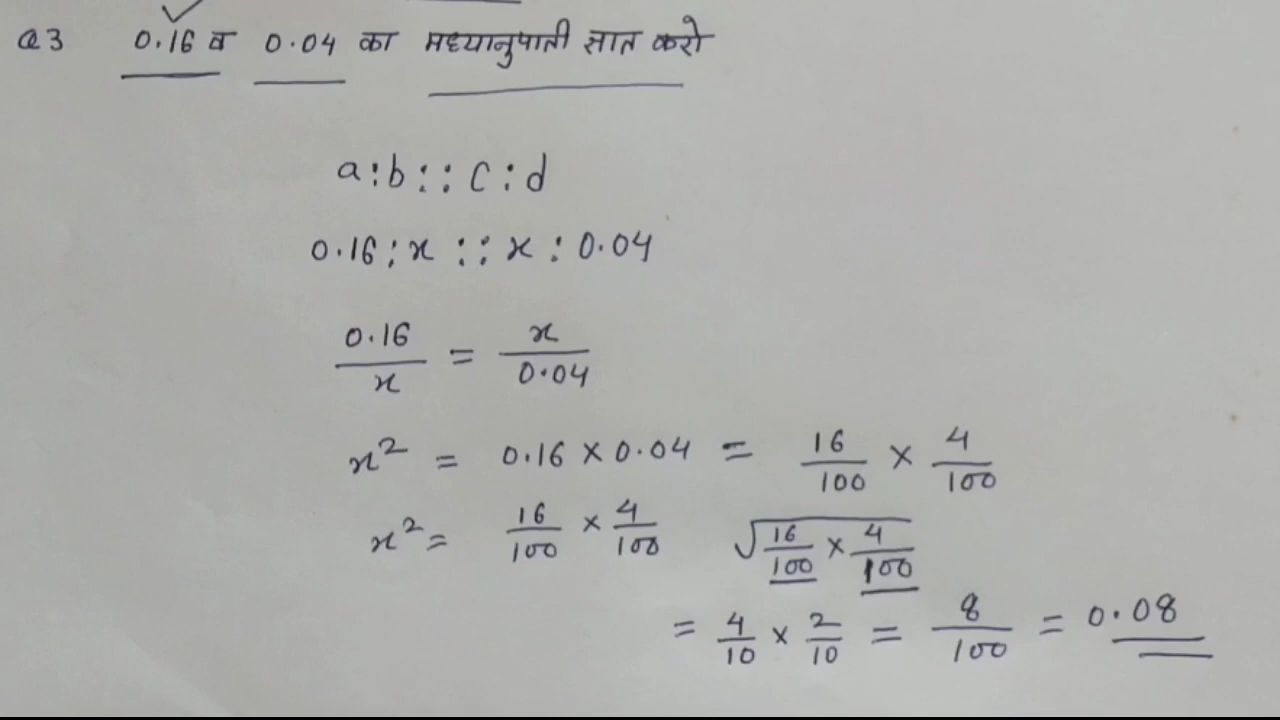 Q3 0.16 व 0.04 का मध्यानुपाती ज्ञात करो
a:b::c:d
0.16:x::x:0.04
0.16/x = x/0.04
x² = 0.16 × 0.04 = 16/100 × 4/100
x² = 16/100 × 4/100 √(16/100 × 4/100)
= 4/10 × 2/10 = 8/100 = 0.08